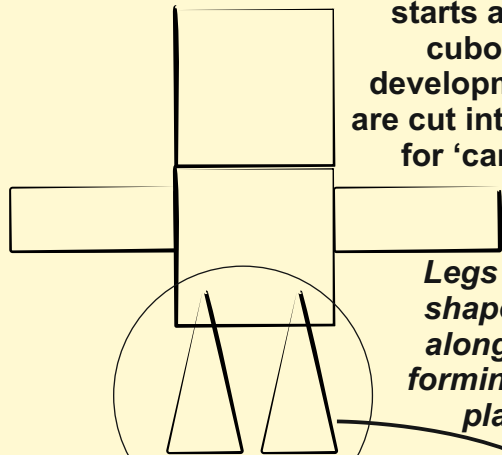 starts a
cubo
developm
are cut int
for ‘car
Legs
shape
along
formin
pla